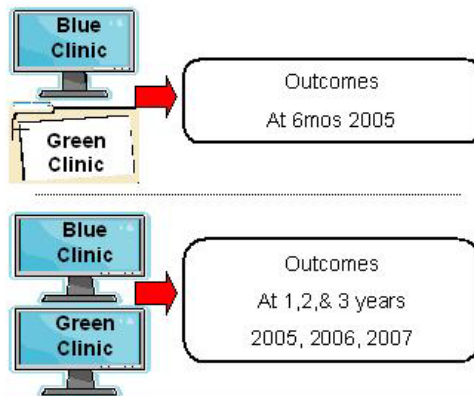 Blue
Clinic
Green
Clinic
Outcomes
At 6mos 2005
Blue
Clinic
Green
Clinic
Outcomes
At 1,2,& 3 years
2005, 2006, 2007